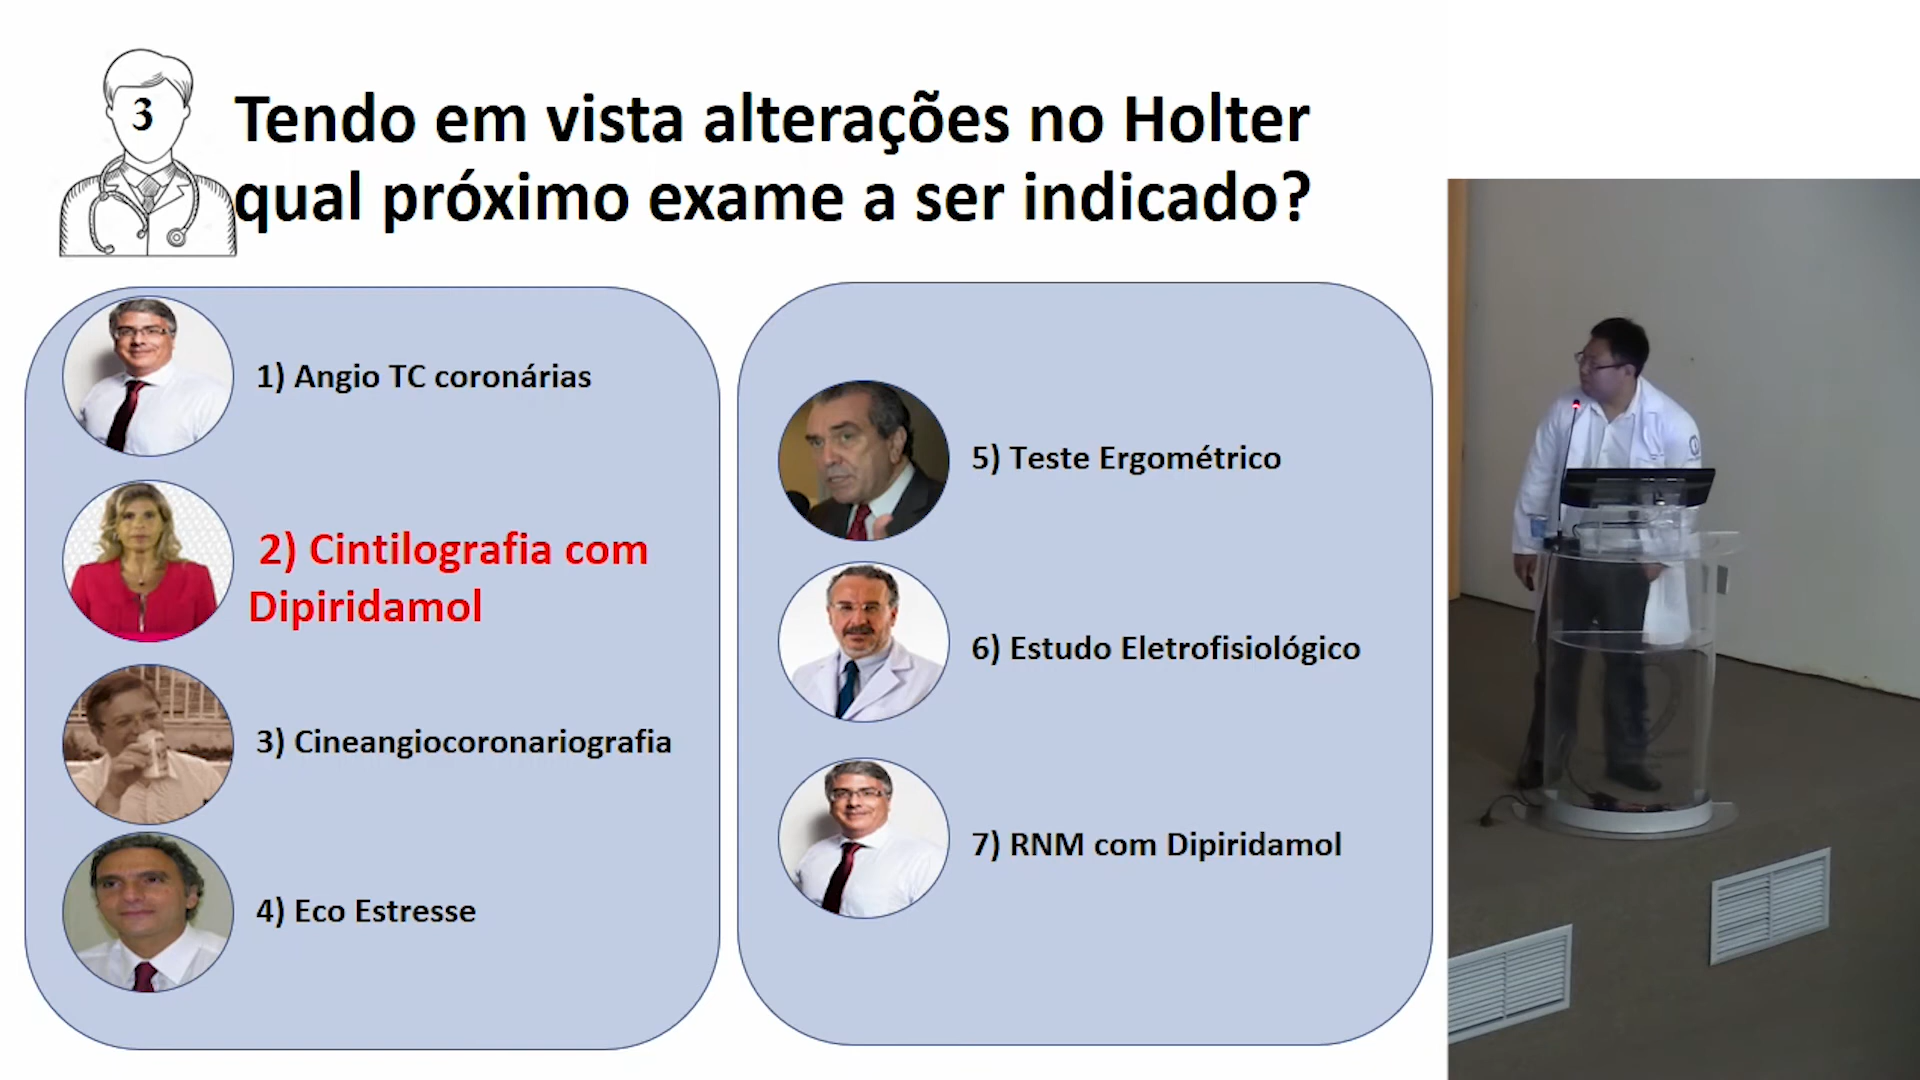 3
Tendo em vista alterações no Holter
qual próximo exame a ser indicado?
1) Angio TC coronárias
2) Cintilografia com
Dipiridamol
3) Cineangiocoronariografia
4) Eco Estresse
5) Teste Ergométrico
6) Estudo Eletrofisiológico
7) RNM com Dipiridamol